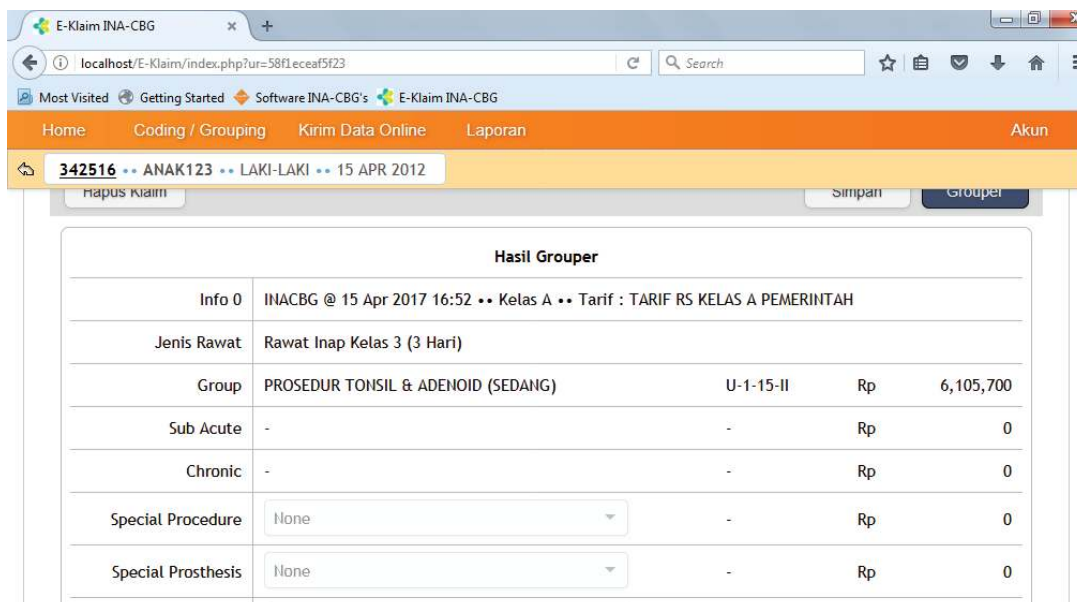 E-Klaim INA-CBG
localhost/E-Klaim/index.php?ur=58f1eceaf5f23 Search
Most Visited Getting Started Software INA-CBG's E-Klaim INA-CBG
Home Coding / Grouping Kirim Data Online Laporan Akun
342516 •• ANAK123 •• LAKI-LAKI •• 15 APR 2012
Hapus Klaim Simpan Grouper
Hasil Grouper
Info 0 INACBG @ 15 Apr 2017 16:52 •• Kelas A •• Tarif : TARIF RS KELAS A PEMERINTAH
Jenis Rawat Rawat Inap Kelas 3 (3 Hari)
Group PROSEDUR TONSIL & ADENOID (SEDANG) U-1-15-II Rp 6,105,700
Sub Acute - - Rp 0
Chronic - - Rp 0
Special Procedure None - Rp 0
Special Prosthesis None - Rp 0